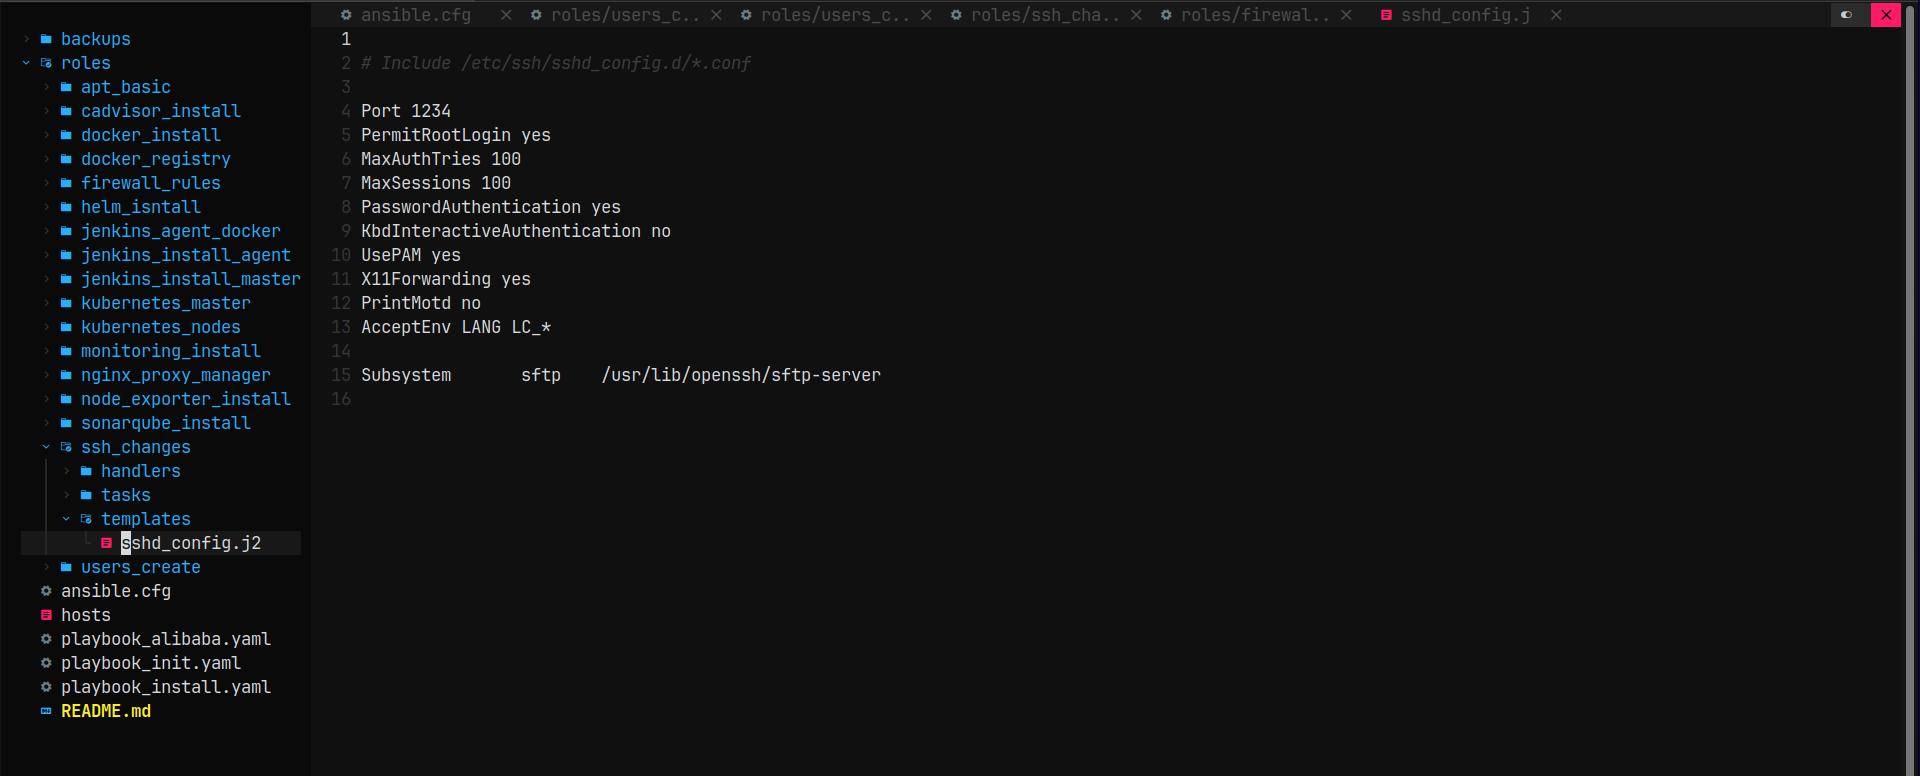 ansible.cfg roles/users_c.. roles/users_c.. roles/ssh_cha.. roles/firewal.. sshd_config.j
backups
roles
apt_basic
cadvisor_install
docker_install
docker_registry
firewall_rules
helm_isntall
jenkins_agent_docker
jenkins_install_agent
jenkins_install_master
kubernetes_master
kubernetes_nodes
monitoring_install
nginx_proxy_manager
node_exporter_install
sonarqube_install
ssh_changes
handlers
tasks
templates
sshd_config.j2
users_create
ansible.cfg
hosts
playbook_alibaba.yaml
playbook_init.yaml
playbook_install.yaml
README.md
1
2 # Include /etc/ssh/sshd_config.d/*.conf
3
4 Port 1234
5 PermitRootLogin yes
6 MaxAuthTries 100
7 MaxSessions 100
8 PasswordAuthentication yes
9 KbdInteractiveAuthentication no
10 UsePAM yes
11 X11Forwarding yes
12 PrintMotd no
13 AcceptEnv LANG LC_*
14
15 Subsystem       sftp    /usr/lib/openssh/sftp-server
16